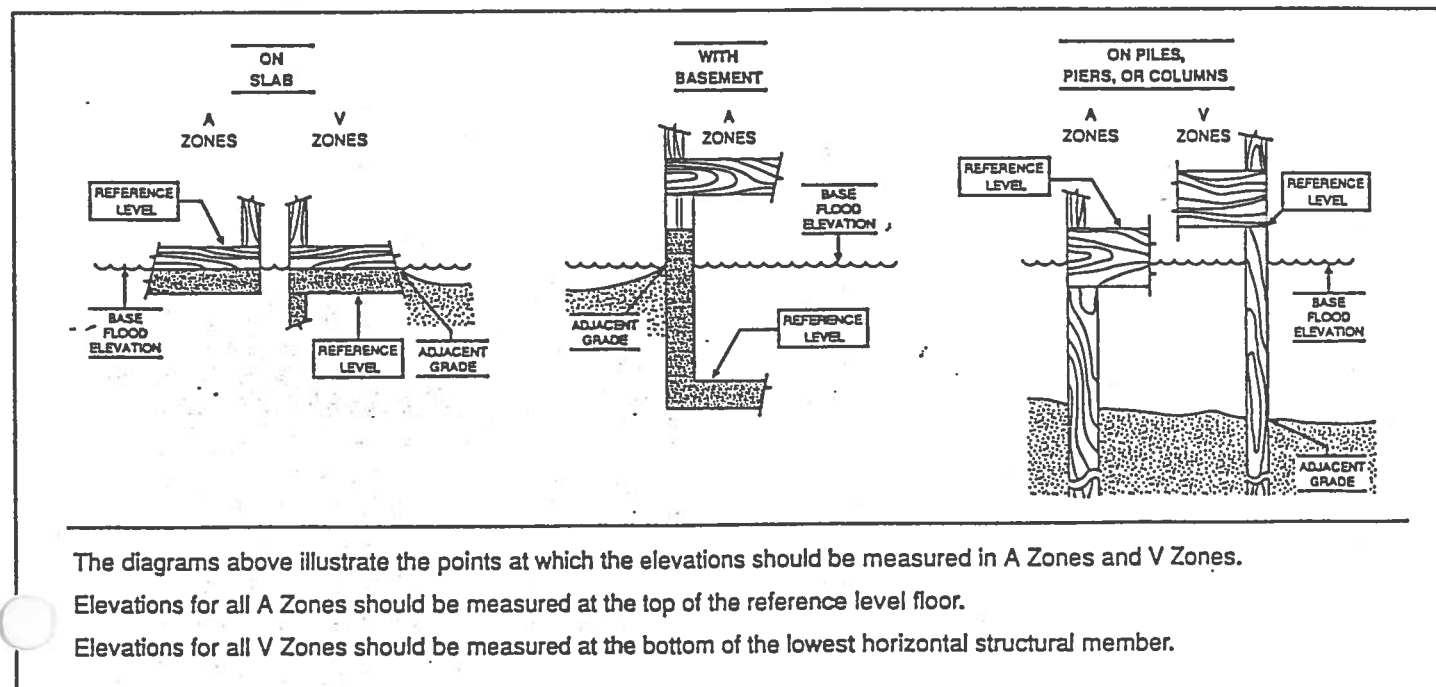 ON
SLAB
A
ZONES
V
ZONES
REFERENCE
LEVEL
BASE
FLOOD
ELEVATION
REFERENCE
LEVEL
ADJACENT
GRADE
WITH
BASEMENT
A
ZONES
BASE
FLOOD
ELEVATION
ADJACENT
GRADE
REFERENCE
LEVEL
ON PILES,
PIERS, OR COLUMNS
A
ZONES
V
ZONES
REFERENCE
LEVEL
REFERENCE
LEVEL
BASE
FLOOD
ELEVATION
ADJACENT
GRADE
The diagrams above illustrate the points at which the elevations should be measured in A Zones and V Zones.
Elevations for all A Zones should be measured at the top of the reference level floor.
Elevations for all V Zones should be measured at the bottom of the lowest horizontal structural member.